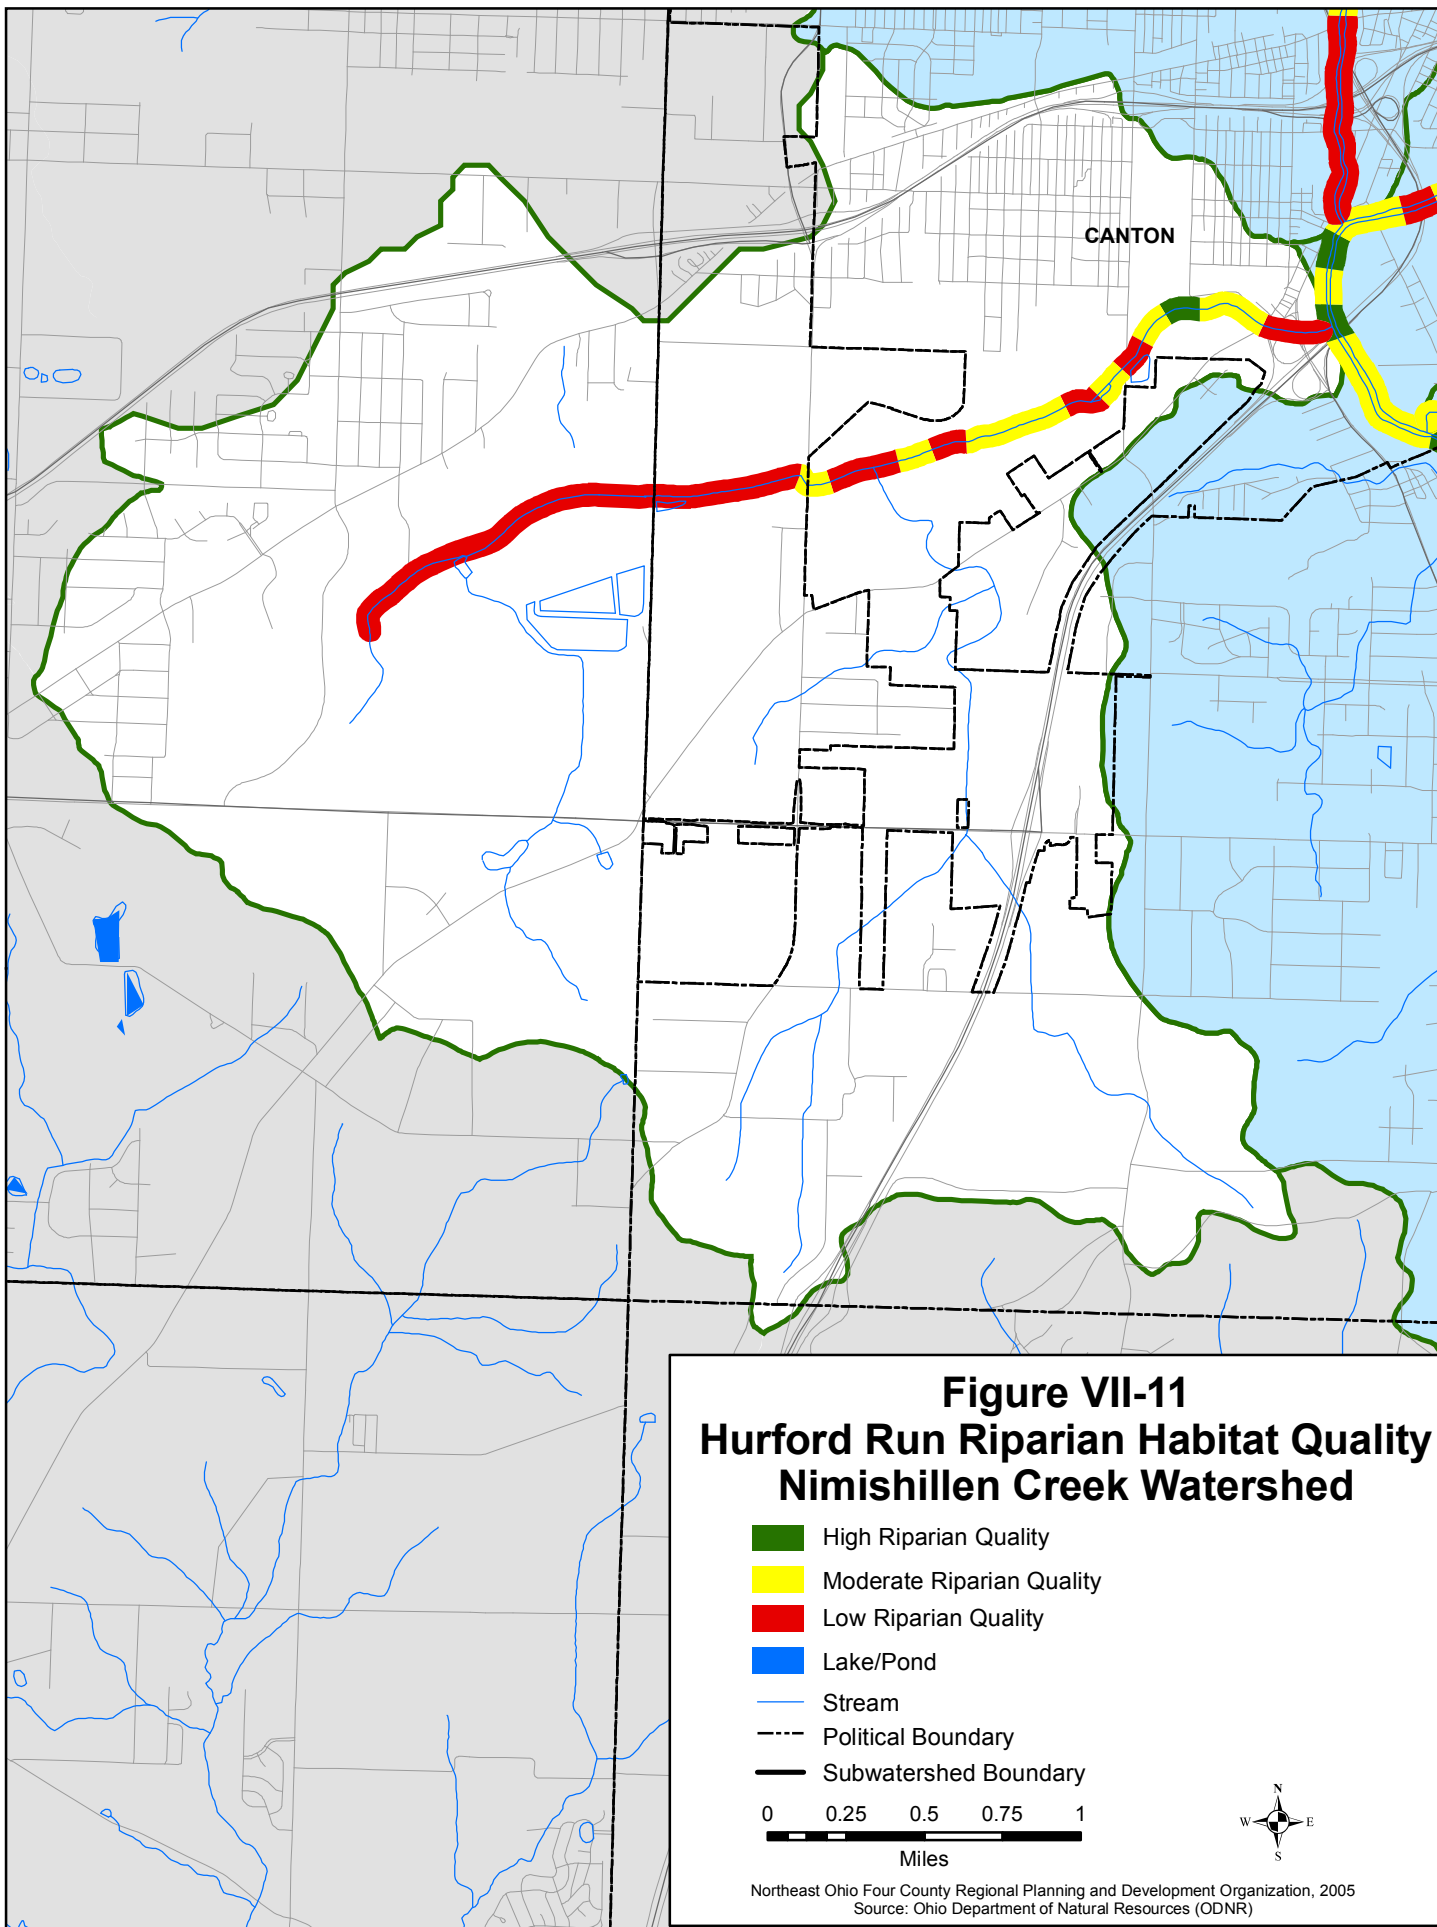 CANTON
Figure VII-11
Hurford Run Riparian Habitat Quality
Nimishillen Creek Watershed
High Riparian Quality
Moderate Riparian Quality
Low Riparian Quality
Lake/Pond
Stream
Political Boundary
Subwatershed Boundary
0 0.25 0.5 0.75 1
Miles
N
W E
S
Northeast Ohio Four County Regional Planning and Development Organization, 2005
Source: Ohio Department of Natural Resources (ODNR)